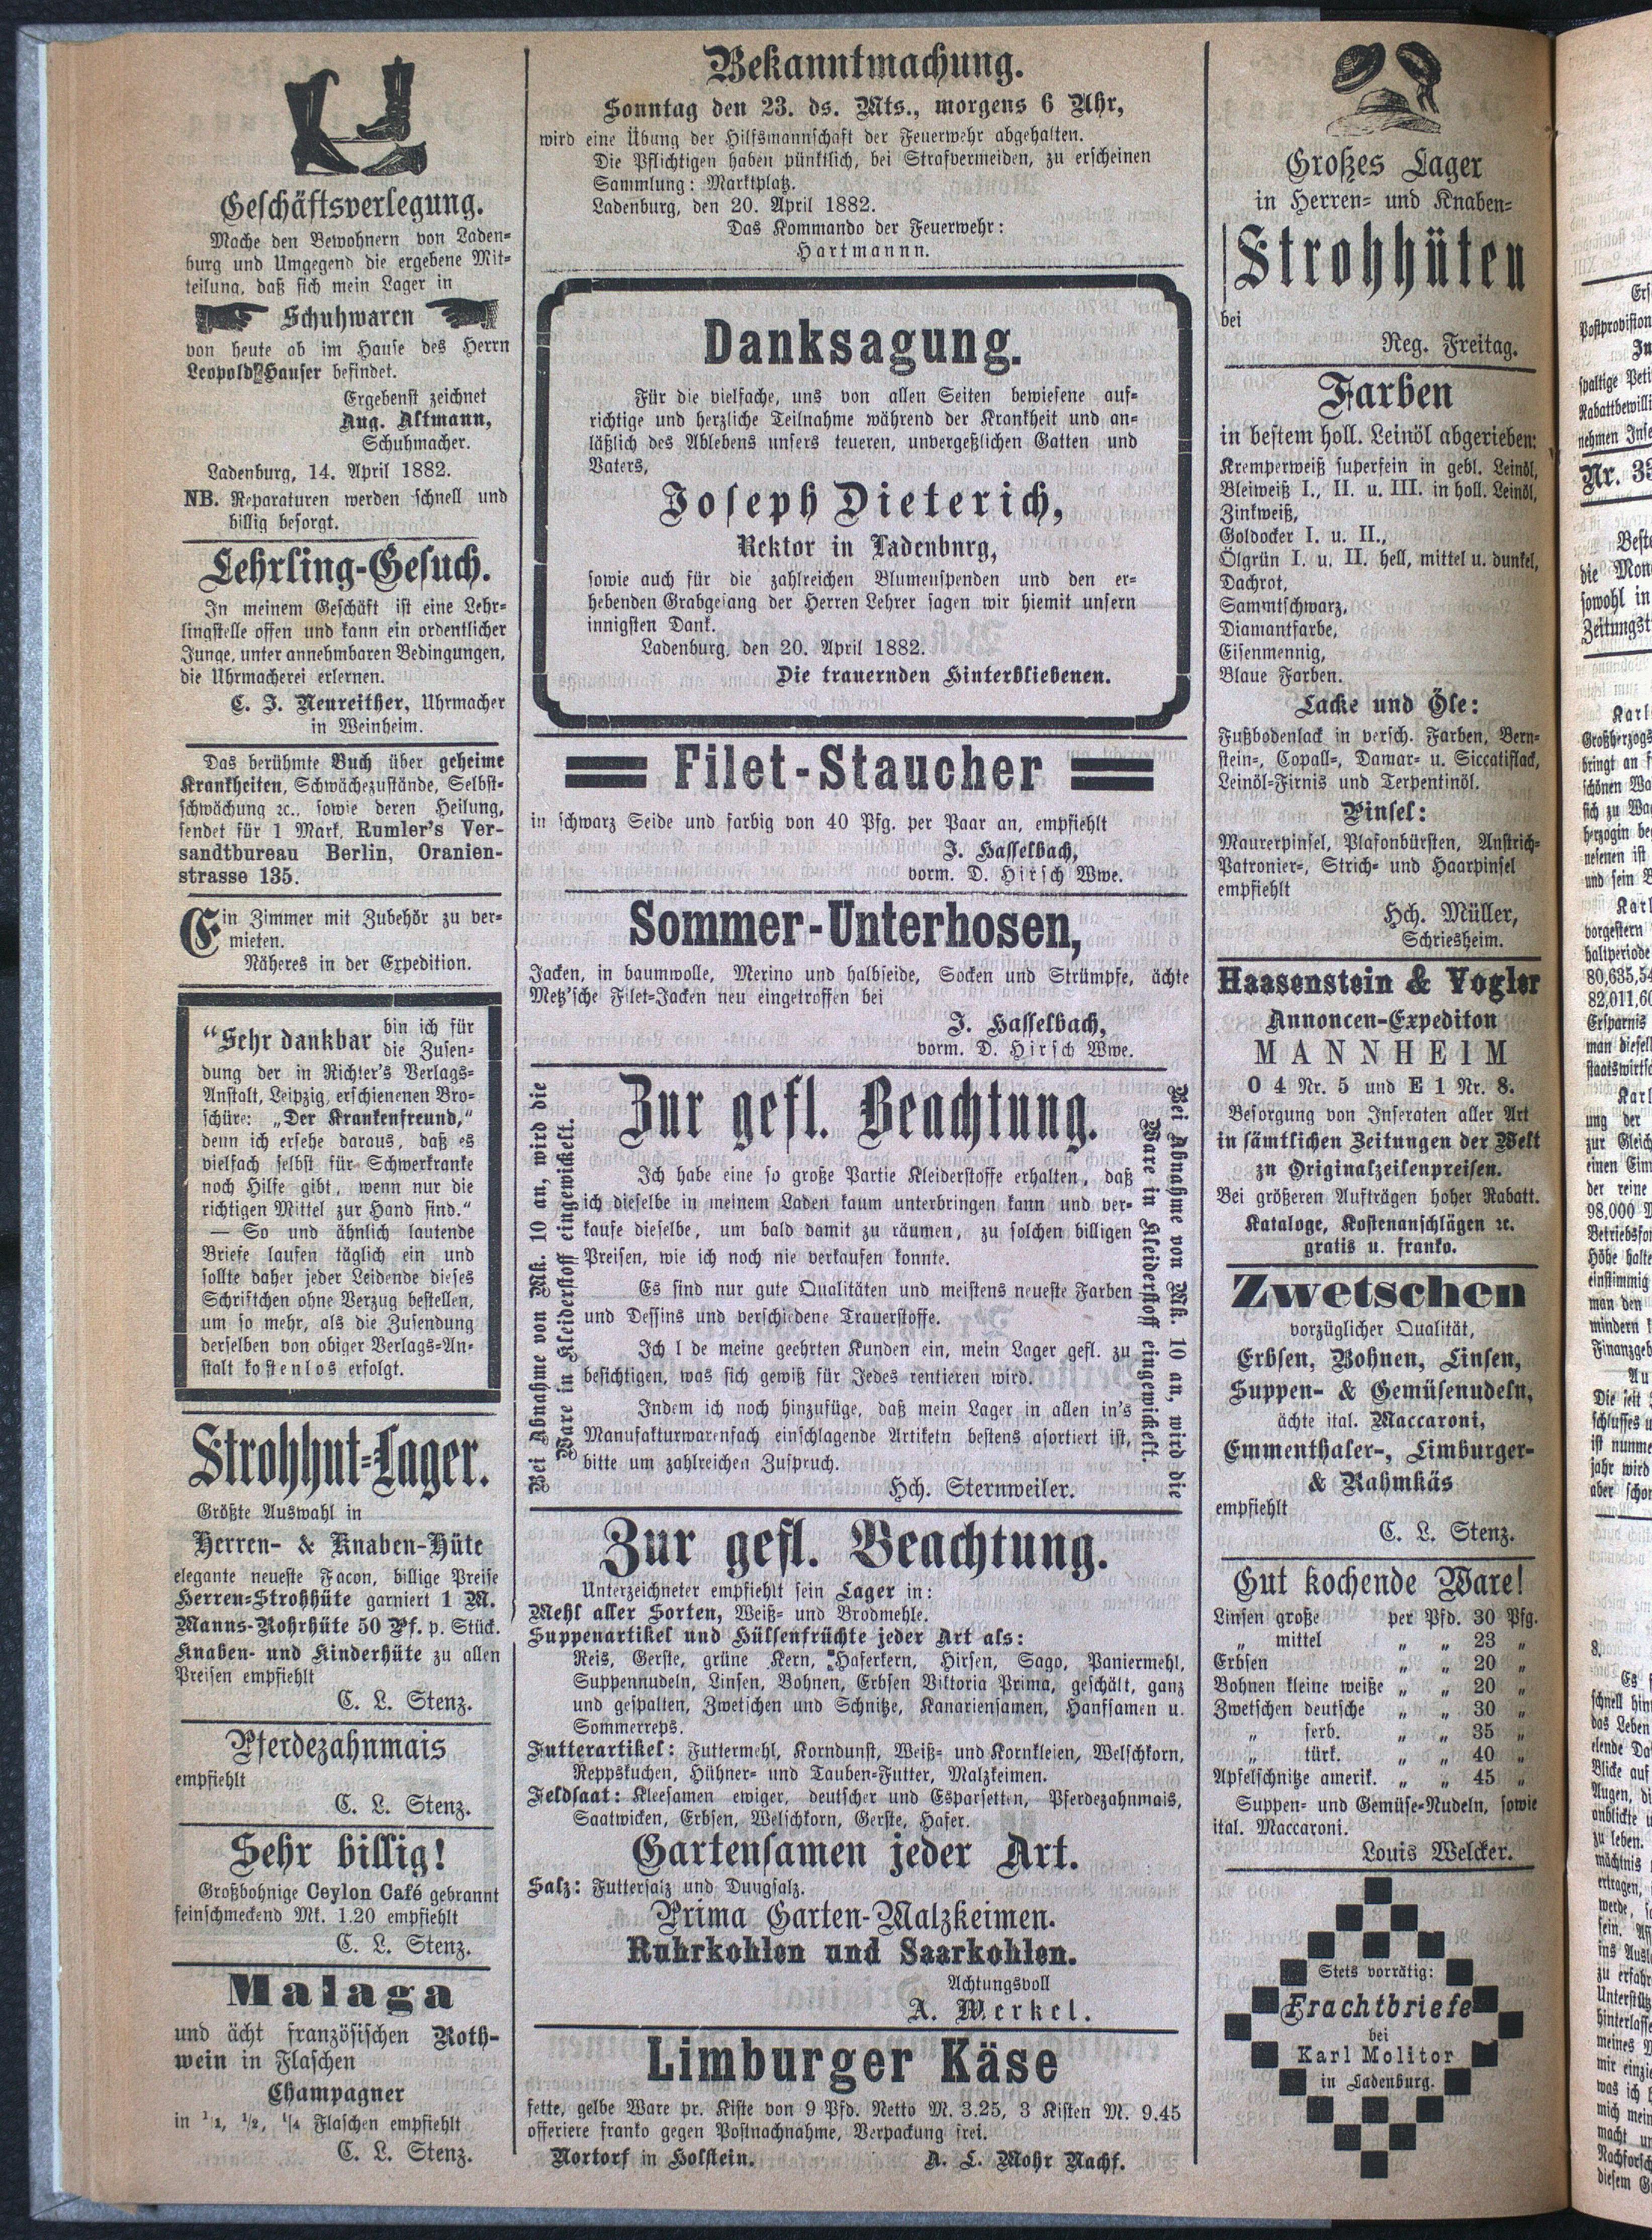 Geschäftsverlegung.
Mache den Bewohnern von Laden-
burg und Umgegend die ergebene Mit-
teilung, daß sich mein Lager in
Schuhwaren
von heute ab im Hause des Herrn
Leopold Hauser befindet.
Ergebenst zeichnet
Aug. Altmann,
Schuhmacher.
Ladenburg, 14. April 1882.
NB. Reparaturen werden schnell und
billig besorgt.
Lehrling-Gesuch.
In meinem Geschäft ist eine Lehr-
lingstelle offen und kann ein ordentlicher
Junge, unter annehmbaren Bedingungen,
die Uhrmacherei erlernen.
C. J. Neureither, Uhrmacher
in Weinheim.
Das berühmte Buch über geheime
Krankheiten, Schwächezustände, Selbst-
schwächung ꝛc., sowie deren Heilung,
sendet für 1 Mark, Rumler's Ver-
sandtbureau Berlin, Oranien-
strasse 135.
Ein Zimmer mit Zubehör zu ver-
mieten.
Näheres in der Expedition.
“Sehr dankbar bin ich für
die Zusen-
dung der in Richter's Verlags-
Anstalt, Leipzig, erschienenen Bro-
schüre: „Der Krankenfreund,“
denn ich ersehe daraus, daß es
vielfach selbst für Schwerkranke
noch Hilfe gibt, wenn nur die
richtigen Mittel zur Hand sind.“
— So und ähnlich lautende
Briefe laufen täglich ein und
sollte daher jeder Leidende dieses
Schriftchen ohne Verzug bestellen,
um so mehr, als die Zusendung
derselben von obiger Verlags-An-
stalt kostenlos erfolgt.
Strohhut-Lager.
Größte Auswahl in
Herren- & Knaben-Hüte
elegante neueste Facon, billige Preise
Herren-Strohhüte garniert 1 M.
Manns-Rohrhüte 50 Pf. p. Stück.
Knaben- und Kinderhüte zu allen
Preisen empfiehlt
C. L. Stenz.
Pferdezahnmais
empfiehlt
C. L. Stenz.
Sehr billig!
Großbohnige Ceylon Café gebrannt
feinschmeckend Mk. 1.20 empfiehlt
C. L. Stenz.
Malaga
und ächt französischen Roth-
wein in Flaschen
Champagner
in 1/1, 1/2, 1/4 Flaschen empfiehlt
C. L. Stenz.
Bekanntmachung.
Sonntag den 23. ds. Mts., morgens 6 Uhr,
wird eine Übung der Hilfsmannschaft der Feuerwehr abgehalten.
Die Pflichtigen haben pünktlich, bei Strafvermeiden, zu erscheinen
Sammlung: Marktplatz.
Ladenburg, den 20. April 1882.
Das Kommando der Feuerwehr:
Hartmannn.
Danksagung.
Für die vielfache, uns von allen Seiten bewiesene auf-
richtige und herzliche Teilnahme während der Krankheit und an-
läßlich des Ablebens unsers teueren, unvergeßlichen Gatten und
Vaters,
Joseph Dieterich,
Rektor in Ladenburg,
sowie auch für die zahlreichen Blumenspenden und den er-
hebenden Grabgesang der Herren Lehrer sagen wir hiemit unsern
innigsten Dank.
Ladenburg, den 20. April 1882.
Die trauernden Hinterbliebenen.
Filet-Staucher
in schwarz Seide und farbig von 40 Pfg. per Paar an, empfiehlt
J. Hasselbach,
vorm. D. Hirsch Wwe.
Sommer-Unterhosen,
Jacken, in baumwolle, Merino und halbseide, Socken und Strümpfe, ächte
Metz'sche Filet-Jacken neu eingetroffen bei
J. Hasselbach,
vorm. D. Hirsch Wwe.
Bei Abnahme von Mk. 10 an, wird die
Ware in Kleiderstoff eingewickelt.
Zur gefl. Beachtung.
Ich habe eine so große Partie Kleiderstoffe erhalten, daß
ich dieselbe in meinem Laden kaum unterbringen kann und ver-
kaufe dieselbe, um bald damit zu räumen, zu solchen billigen
Preisen, wie ich noch nie verkaufen konnte.
Es sind nur gute Qualitäten und meistens neueste Farben
und Dessins und verschiedene Trauerstoffe.
Ich l de meine geehrten Kunden ein, mein Lager gefl. zu
besichtigen, was sich gewiß für Jedes rentieren wird.
Indem ich noch hinzufüge, daß mein Lager in allen in's
Manufakturwarenfach einschlagende Artikeln bestens asortiert ist,
bitte um zahlreichen Zuspruch.
Hch. Sternweiler.
Bei Abnahme von Mk. 10 an, wird die
Ware in Kleiderstoff eingewickelt.
Zur gefl. Beachtung.
Unterzeichneter empfiehlt sein Lager in:
Mehl aller Sorten, Weiß- und Brodmehle.
Suppenartikel und Hülsenfrüchte jeder Art als:
Reis, Gerste, grüne Kern, Haferkern, Hirsen, Sago, Paniermehl,
Suppennudeln, Linsen, Bohnen, Erbsen Viktoria Prima, geschält, ganz
und gespalten, Zwetschen und Schnitze, Kanariensamen, Hanfsamen u.
Sommerreps.
Futterartikel: Futtermehl, Korndunst, Weiß- und Kornkleien, Welschkorn,
Reppskuchen, Hühner- und Tauben-Futter, Malzkeimen.
Feldsaat: Kleesamen ewiger, deutscher und Esparsetten, Pferdezahnmais,
Saatwicken, Erbsen, Welschkorn, Gerste, Hafer.
Gartensamen jeder Art.
Salz: Futtersalz und Dungsalz.
Prima Garten-Malzkeimen.
Ruhrkohlen und Saarkohlen.
Achtungsvoll
A. Merkel.
Limburger Käse
fette, gelbe Ware pr. Kiste von 9 Pfd. Netto M. 3.25, 3 Kisten M. 9.45
offeriere franko gegen Postnachnahme, Verpackung frei.
Nortorf in Holstein. A. L. Mohr Nachf.
Großes Lager
in Herren- und Knaben-
Strohhüten
bei
Reg. Freitag.
Farben
in bestem holl. Leinöl abgerieben:
Kremperweiß superfein in gebl. Leinöl,
Bleiweiß I., II. u. III. in holl. Leinöl,
Zinkweiß,
Goldocker I. u. II.,
Ölgrün I. u. II. hell, mittel u. dunkel,
Dachrot,
Sammtschwarz,
Diamantfarbe,
Eisenmennig,
Blaue Farben.
Lacke und Öle:
Fußbodenlack in versch. Farben, Bern-
stein-, Copall-, Damar- u. Siccatiflack,
Leinöl-Firnis und Terpentinöl.
Pinsel:
Maurerpinsel, Plafonbürsten, Anstrich-
Patronier-, Strich- und Haarpinsel
empfiehlt
Hch. Müller,
Schriesheim.
Haasenstein & Vogler
Annoncen-Expediton
MANNHEIM
O 4 Nr. 5 und E 1 Nr. 8.
Besorgung von Inseraten aller Art
in sämtlichen Zeitungen der Welt
zu Originalzeilenpreisen.
Bei größeren Aufträgen hoher Rabatt.
Kataloge, Kostenanschlägen ꝛc.
gratis u. franko.
Zwetschen
vorzüglicher Qualität,
Erbsen, Bohnen, Linsen,
Suppen- & Gemüsenudeln,
ächte ital. Maccaroni,
Emmenthaler-, Limburger-
& Rahmkäs
empfiehlt
C. L. Stenz.
Gut kochende Ware!
Linsen große per Pfd. 30 Pfg.
„ mittel „ „ 23 „
Erbsen „ „ 20 „
Bohnen kleine weiße „ „ 20 „
Zwetschen deutsche „ „ 30 „
„ serb. „ „ 35 „
„ türk. „ „ 40 „
Apfelschnitze amerik. „ „ 45 „
Suppen- und Gemüse-Nudeln, sowie
ital. Maccaroni.
Louis Welcker.
Stets vorrätig:
Frachtbriefe
bei
Karl Molitor
in Ladenburg.